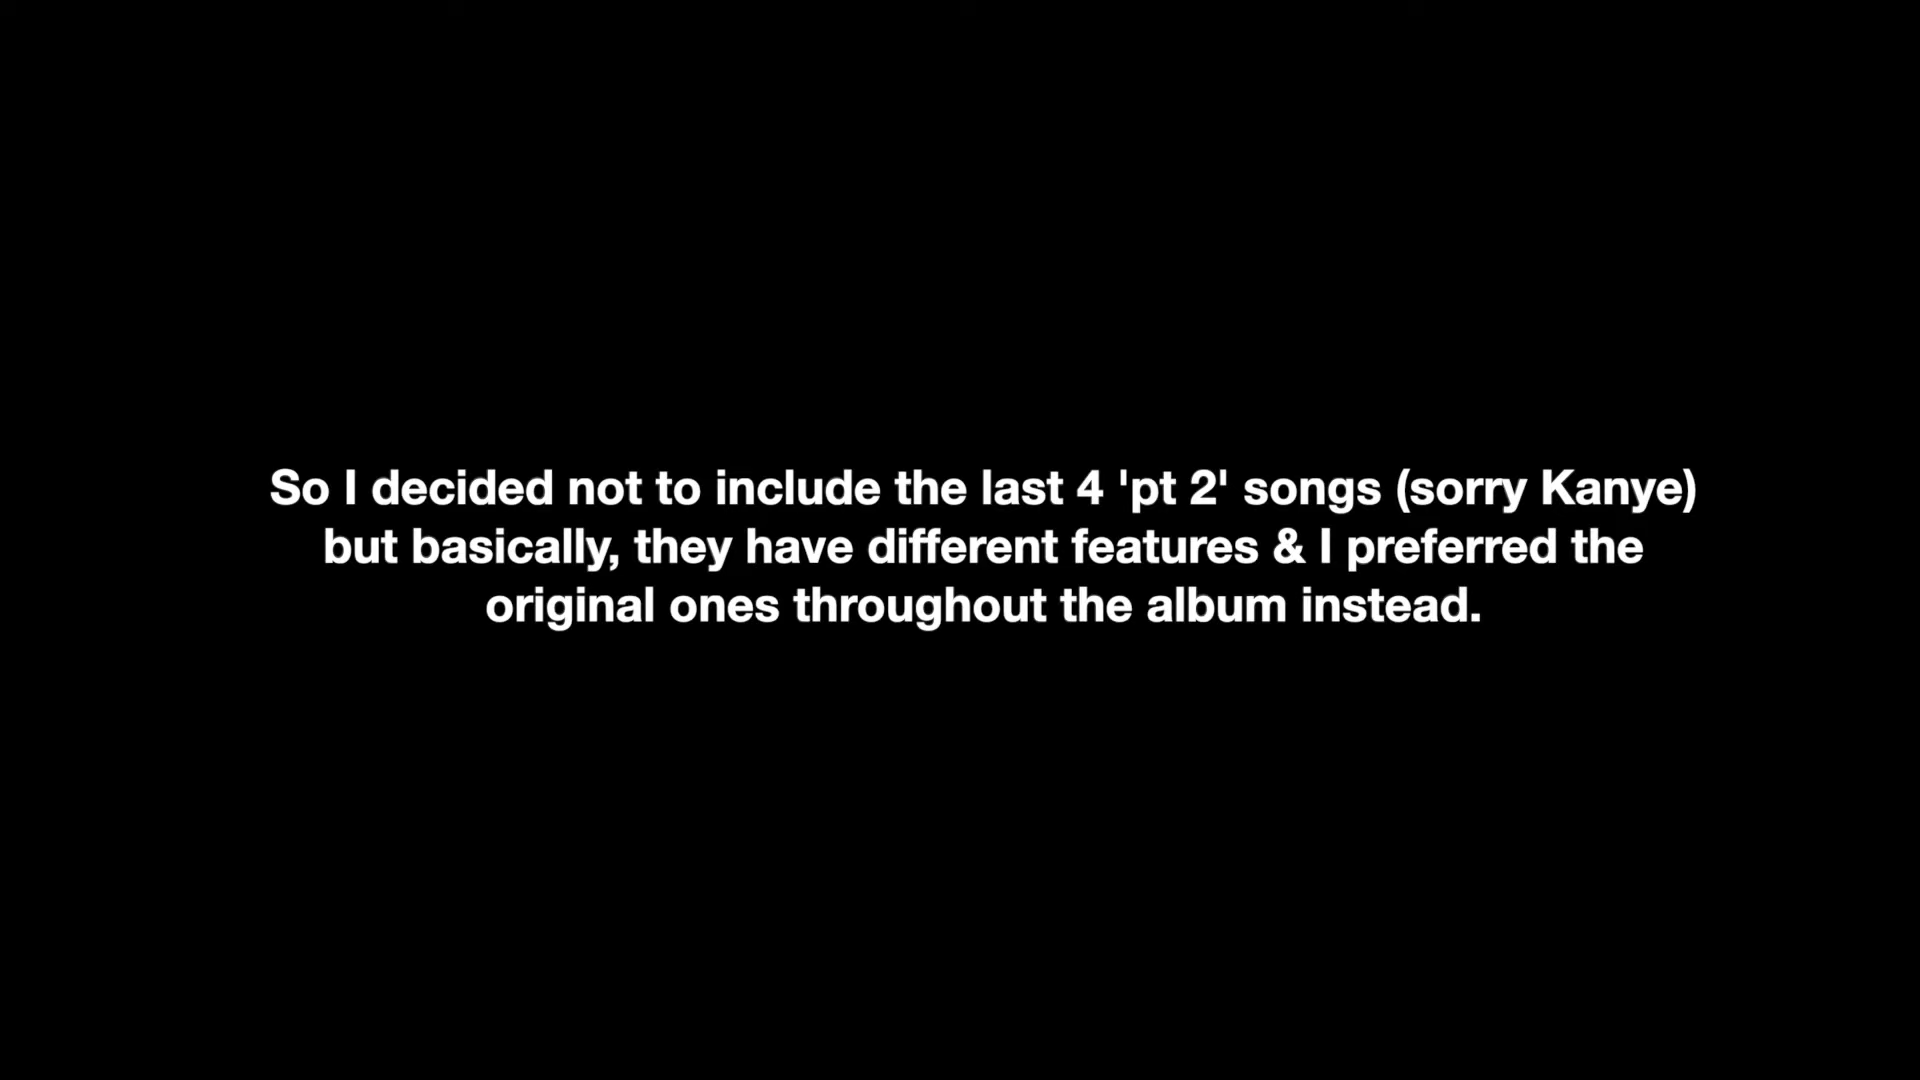 So I decided not to include the last 4 'pt 2' songs (sorry Kanye)
but basically, they have different features & I preferred the
original ones throughout the album instead.